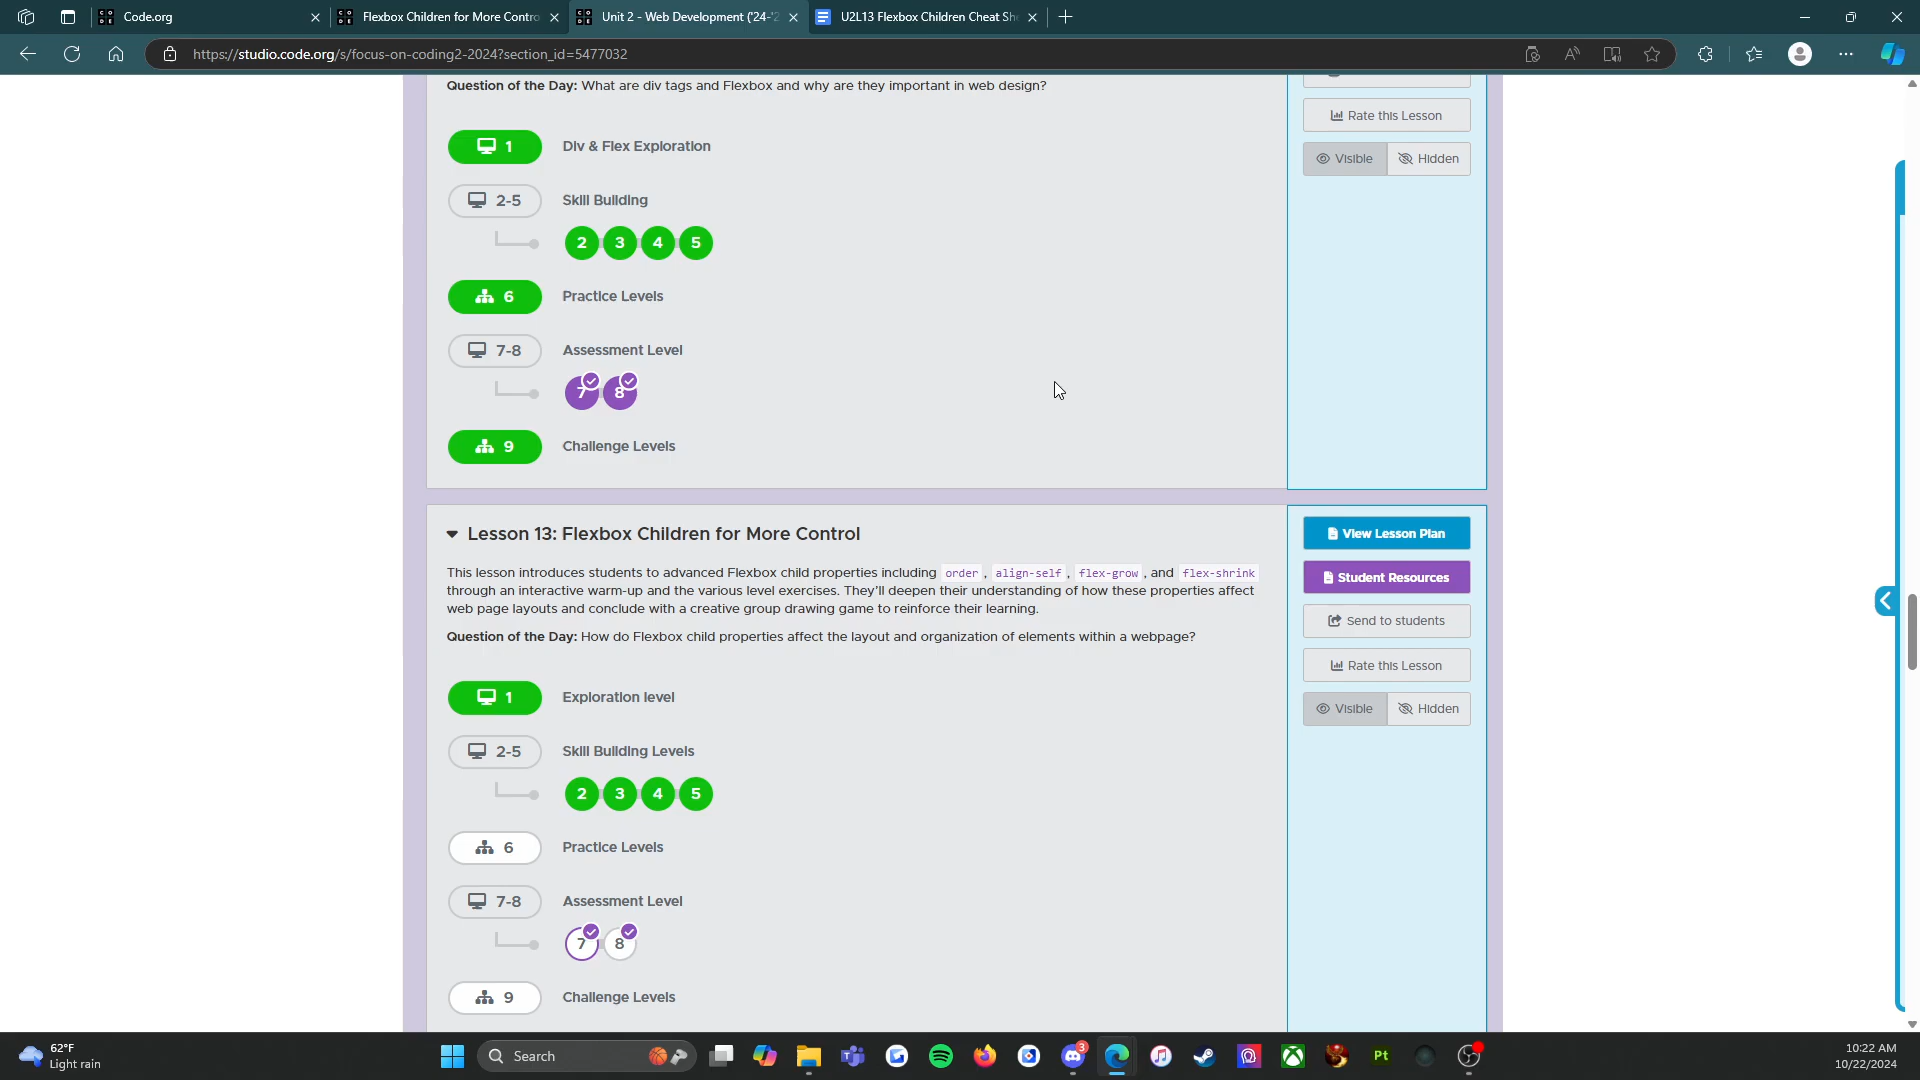 Code.org
Flexbox Children for More Contro
Unit 2 - Web Development ('24-'2
U2L13 Flexbox Children Cheat Sh
https://studio.code.org/s/focus-on-coding2-2024?section_id=5477032
Question of the Day: What are div tags and Flexbox and why are they important in web design?
Rate this Lesson
Visible
Hidden
1
Div & Flex Exploration
2-5
Skill Building
2 3 4 5
6
Practice Levels
7-8
Assessment Level
7 8
9
Challenge Levels
Lesson 13: Flexbox Children for More Control
View Lesson Plan
This lesson introduces students to advanced Flexbox child properties including order, align-self, flex-grow, and flex-shrink
through an interactive warm-up and the various level exercises. They'll deepen their understanding of how these properties affect
web page layouts and conclude with a creative group drawing game to reinforce their learning.
Student Resources
Send to students
Question of the Day: How do Flexbox child properties affect the layout and organization of elements within a webpage?
Rate this Lesson
Visible
Hidden
1
Exploration level
2-5
Skill Building Levels
2 3 4 5
6
Practice Levels
7-8
Assessment Level
7 8
9
Challenge Levels
62°F
Light rain
Search
3
Pt
10:22 AM
10/22/2024